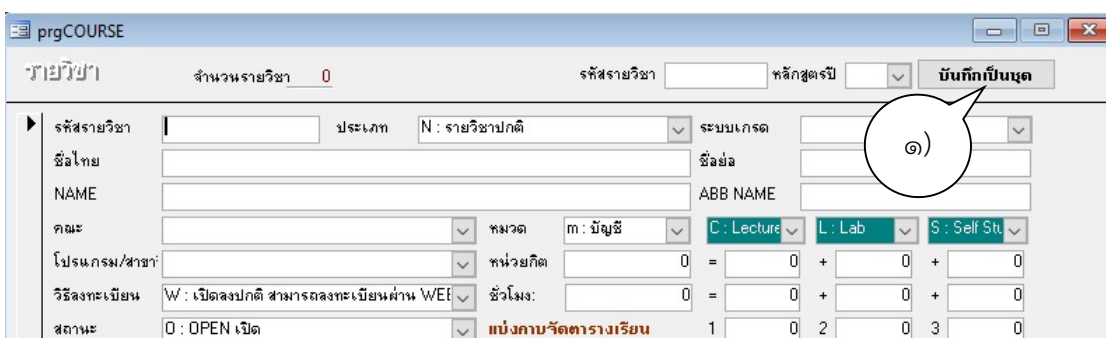 prgCOURSE
รายวิชา จำนวนรายวิชา 0 รหัสรายวิชา หลักสูตรปี บันทึกเป็นชุด
รหัสรายวิชา ประเภท N : รายวิชาปกติ ระบบเกรด
๑)
ชื่อไทย ชื่อย่อ
NAME ABB NAME
คณะ หมวด m : บัญชี C : Lecture L : Lab S : Self Stu
โปรแกรม/สาขา หน่วยกิต 0 = 0 + 0 + 0
วิธีลงทะเบียน W : เปิดลงปกติ สามารถลงทะเบียนผ่าน WEE ชั่วโมง: 0 = 0 + 0 + 0
สถานะ O : OPEN เปิด แบ่งคาบจัดตารางเรียน 1 0 2 0 3 0